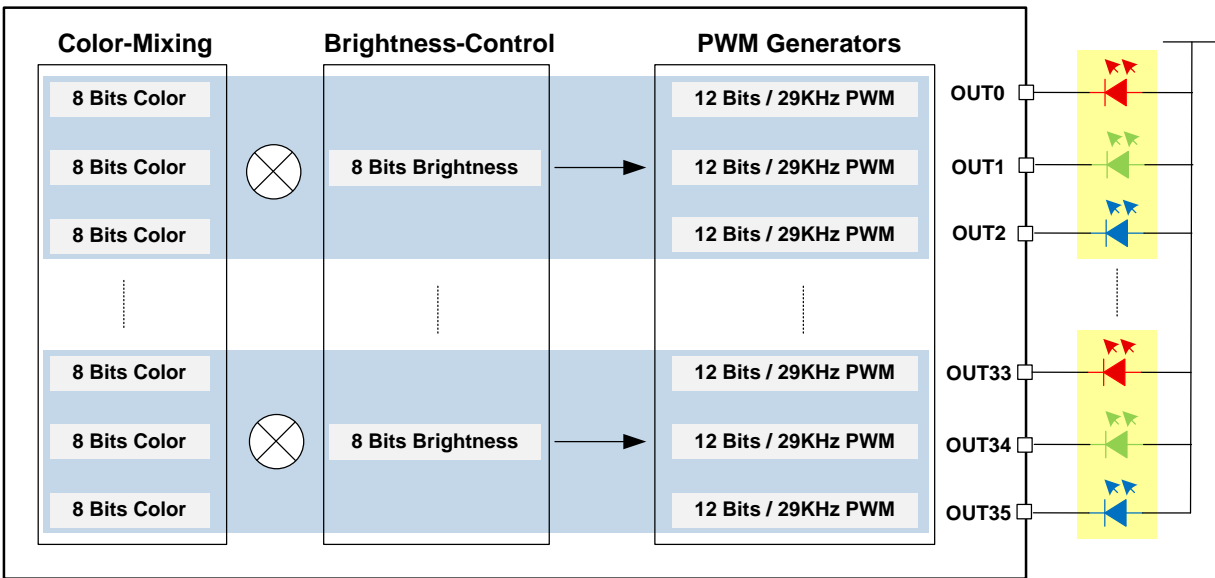 Color-Mixing Brightness-Control PWM Generators
8 Bits Color 12 Bits / 29KHz PWM OUT0
8 Bits Color 8 Bits Brightness 12 Bits / 29KHz PWM OUT1
8 Bits Color 12 Bits / 29KHz PWM OUT2
8 Bits Color 12 Bits / 29KHz PWM OUT33
8 Bits Color 8 Bits Brightness 12 Bits / 29KHz PWM OUT34
8 Bits Color 12 Bits / 29KHz PWM OUT35